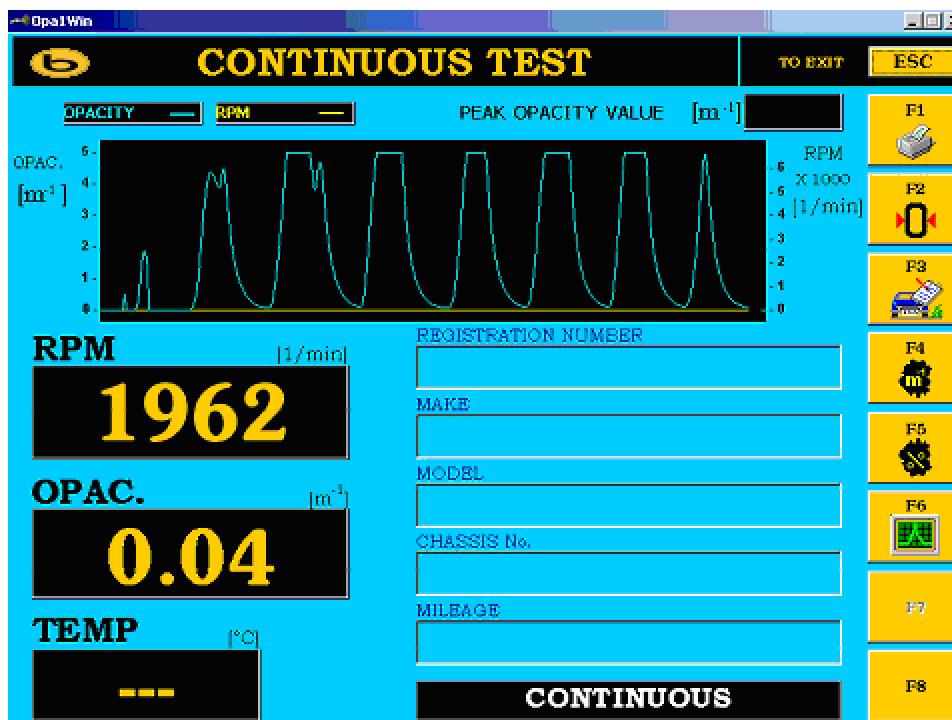 Opa1Win
CONTINUOUS TEST
TO EXIT
ESC
OPACITY
RPM
PEAK OPACITY VALUE [m⁻¹]
F1
OPAC.
[m⁻¹]
5
4
3
2
1
0
RPM
X 1000
[1/min]
6
5
4
3
2
1
0
F2
F3
F4
m⁻¹
F5
%
F6
F7
F8
RPM [1/min]
1962
OPAC. [m⁻¹]
0.04
TEMP [°C]
---
REGISTRATION NUMBER
MAKE
MODEL
CHASSIS No.
MILEAGE
CONTINUOUS